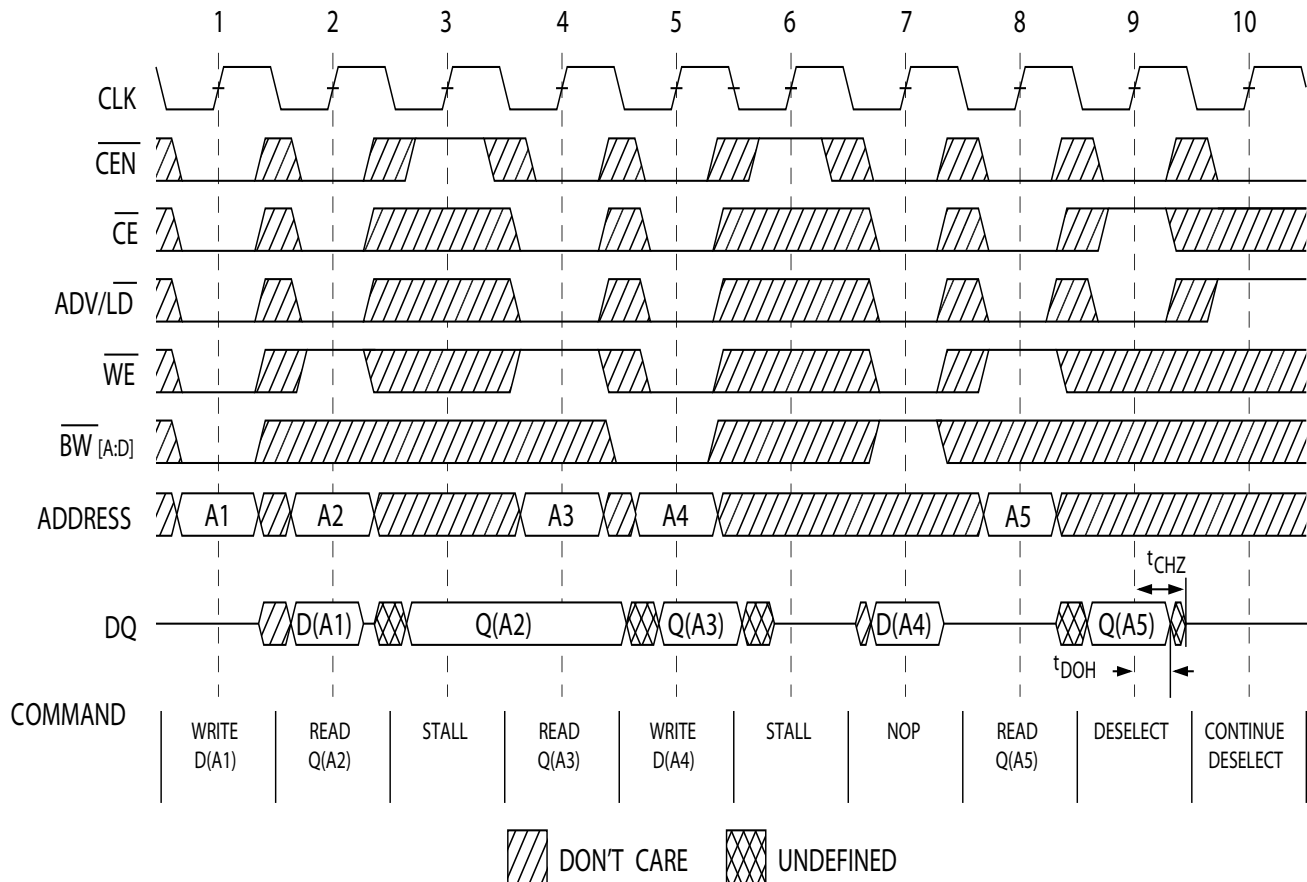 1 2 3 4 5 6 7 8 9 10
CLK
CEN
CE
ADV/LD
WE
BW [A:D]
ADDRESS A1 A2 A3 A4 A5
tCHZ
DQ D(A1) Q(A2) Q(A3) D(A4) Q(A5)
tDOH
COMMAND
WRITE READ STALL READ WRITE STALL NOP READ DESELECT CONTINUE
D(A1) Q(A2) Q(A3) D(A4) Q(A5) DESELECT
DON'T CARE UNDEFINED